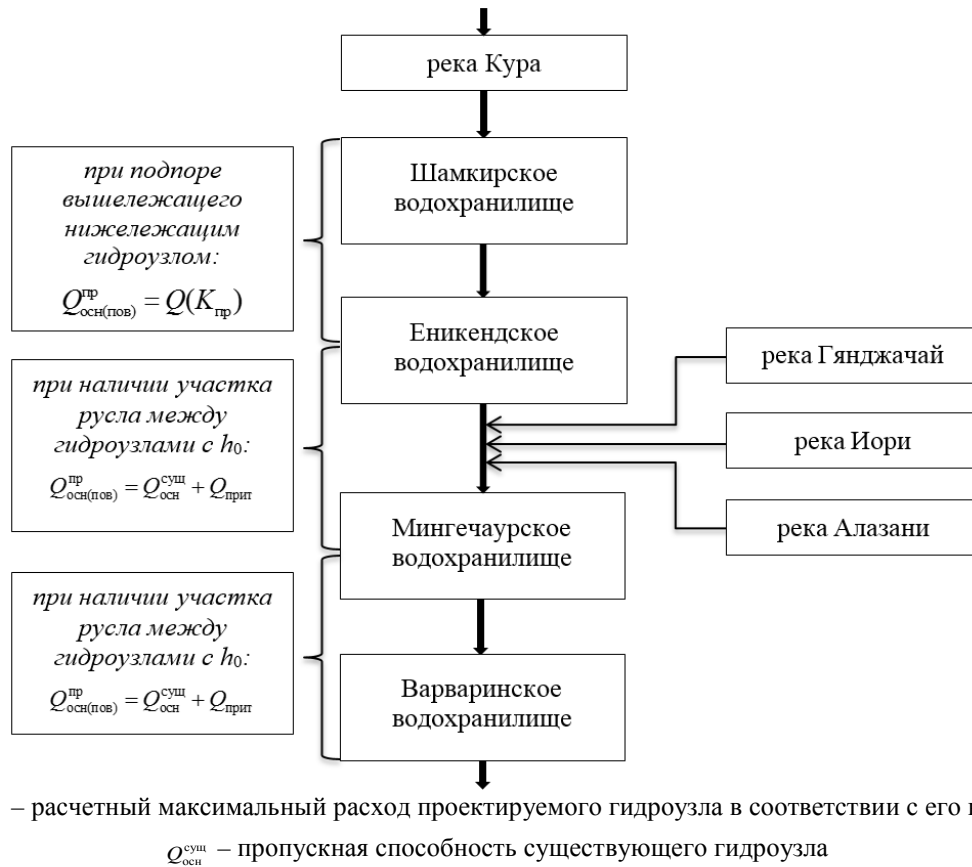 река Кура
Шамкирское
водохранилище
при подпоре
вышележащего
нижележащим
гидроузлом:
Q^пр_осн(пов) = Q(K_пр)
Еникендское
водохранилище
река Гянджачай
река Иори
река Алазани
при наличии участка
русла между
гидроузлами с h₀:
Q^пр_осн(пов) = Q^сущ_осн + Q_прит
Мингечаурское
водохранилище
при наличии участка
русла между
гидроузлами с h₀:
Q^пр_осн(пов) = Q^сущ_осн + Q_прит
Варваринское
водохранилище
– расчетный максимальный расход проектируемого гидроузла в соответствии с его
Q^сущ_осн – пропускная способность существующего гидроузла